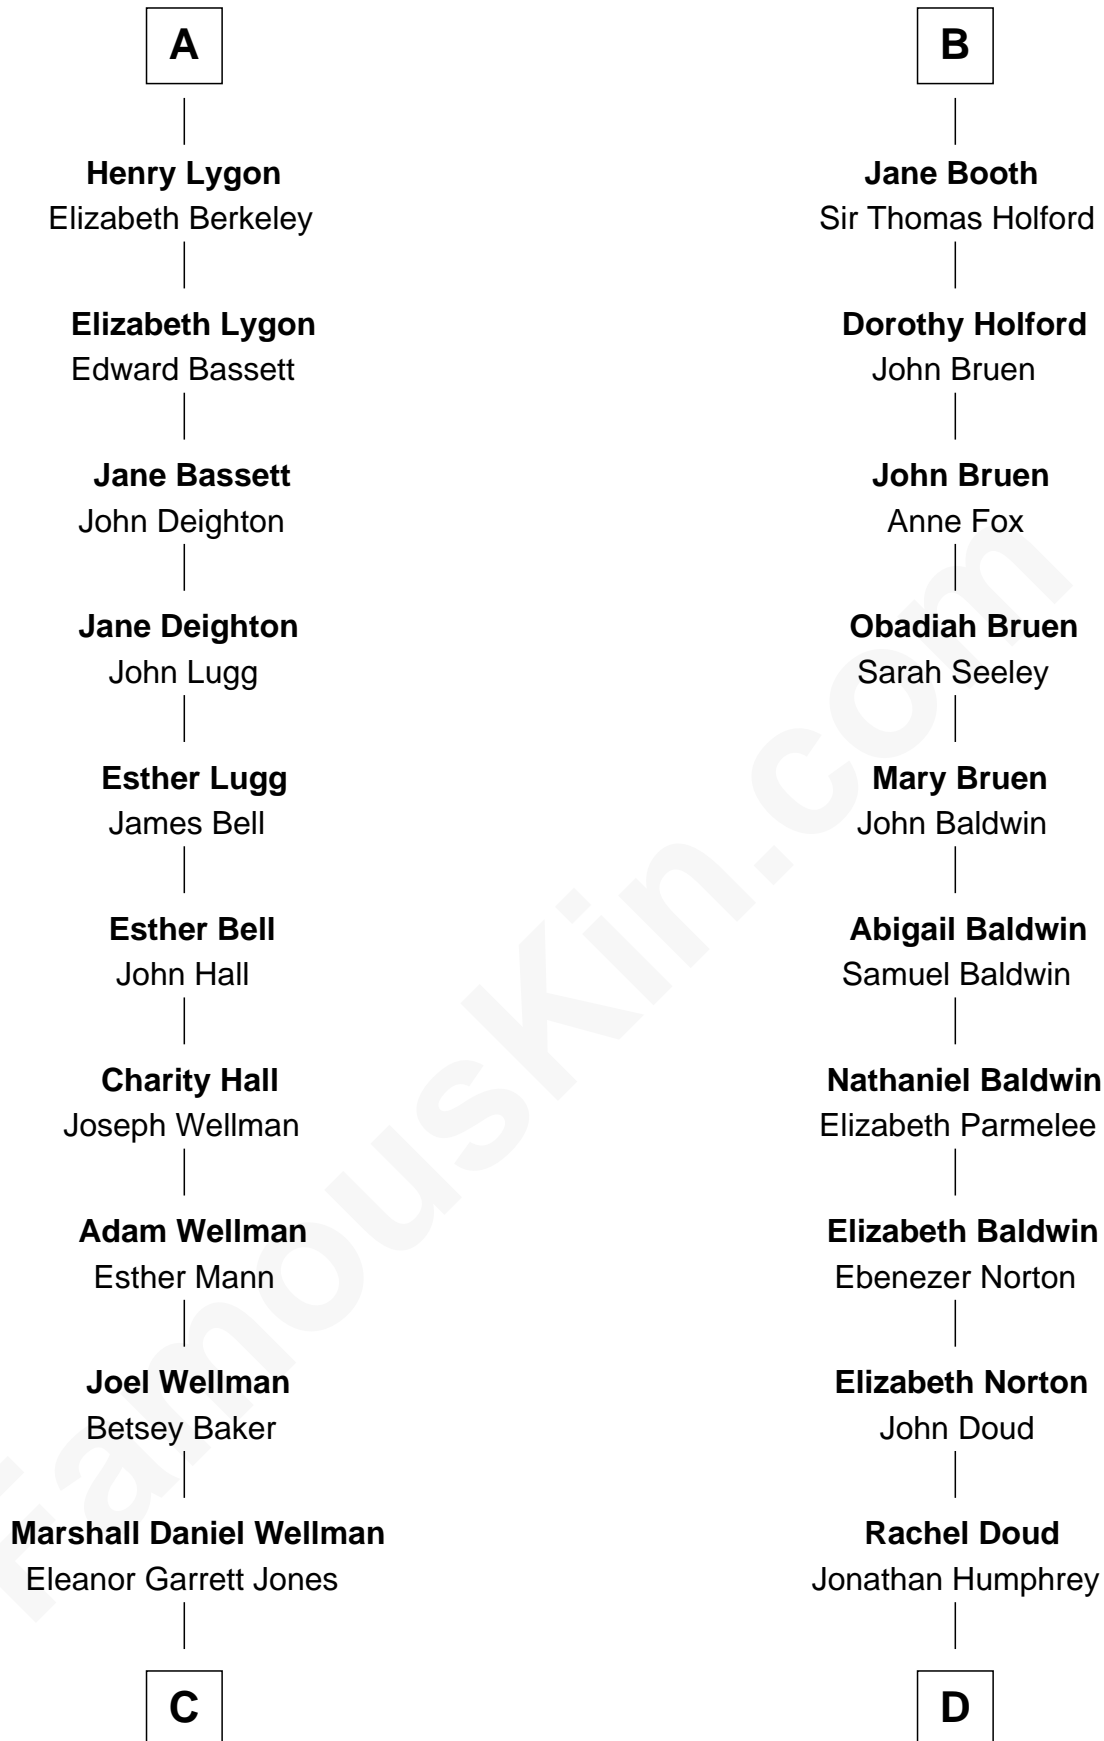 A
Henry Lygon
Elizabeth Berkeley
Elizabeth Lygon
Edward Bassett
Jane Bassett
John Deighton
Jane Deighton
John Lugg
Esther Lugg
James Bell
Esther Bell
John Hall
Charity Hall
Joseph Wellman
Adam Wellman
Esther Mann
Joel Wellman
Betsey Baker
Marshall Daniel Wellman
Eleanor Garrett Jones
C
B
Jane Booth
Sir Thomas Holford
Dorothy Holford
John Bruen
John Bruen
Anne Fox
Obadiah Bruen
Sarah Seeley
Mary Bruen
John Baldwin
Abigail Baldwin
Samuel Baldwin
Nathaniel Baldwin
Elizabeth Parmelee
Elizabeth Baldwin
Ebenezer Norton
Elizabeth Norton
John Doud
Rachel Doud
Jonathan Humphrey
D
FamousKin.com